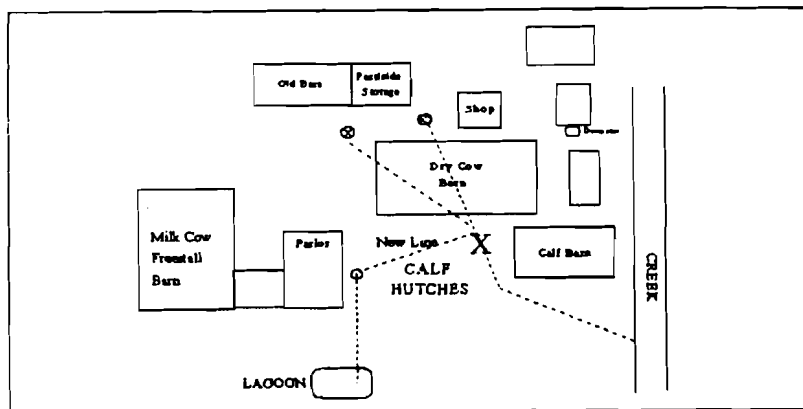 Old Barn
Pesticide
Storage
Shop
Dry Cow
Barn
Milk Cow
Freestall
Barn
Parlor
New Line
X
CALF
HUTCHES
Calf Barn
CREEK
LAGOON